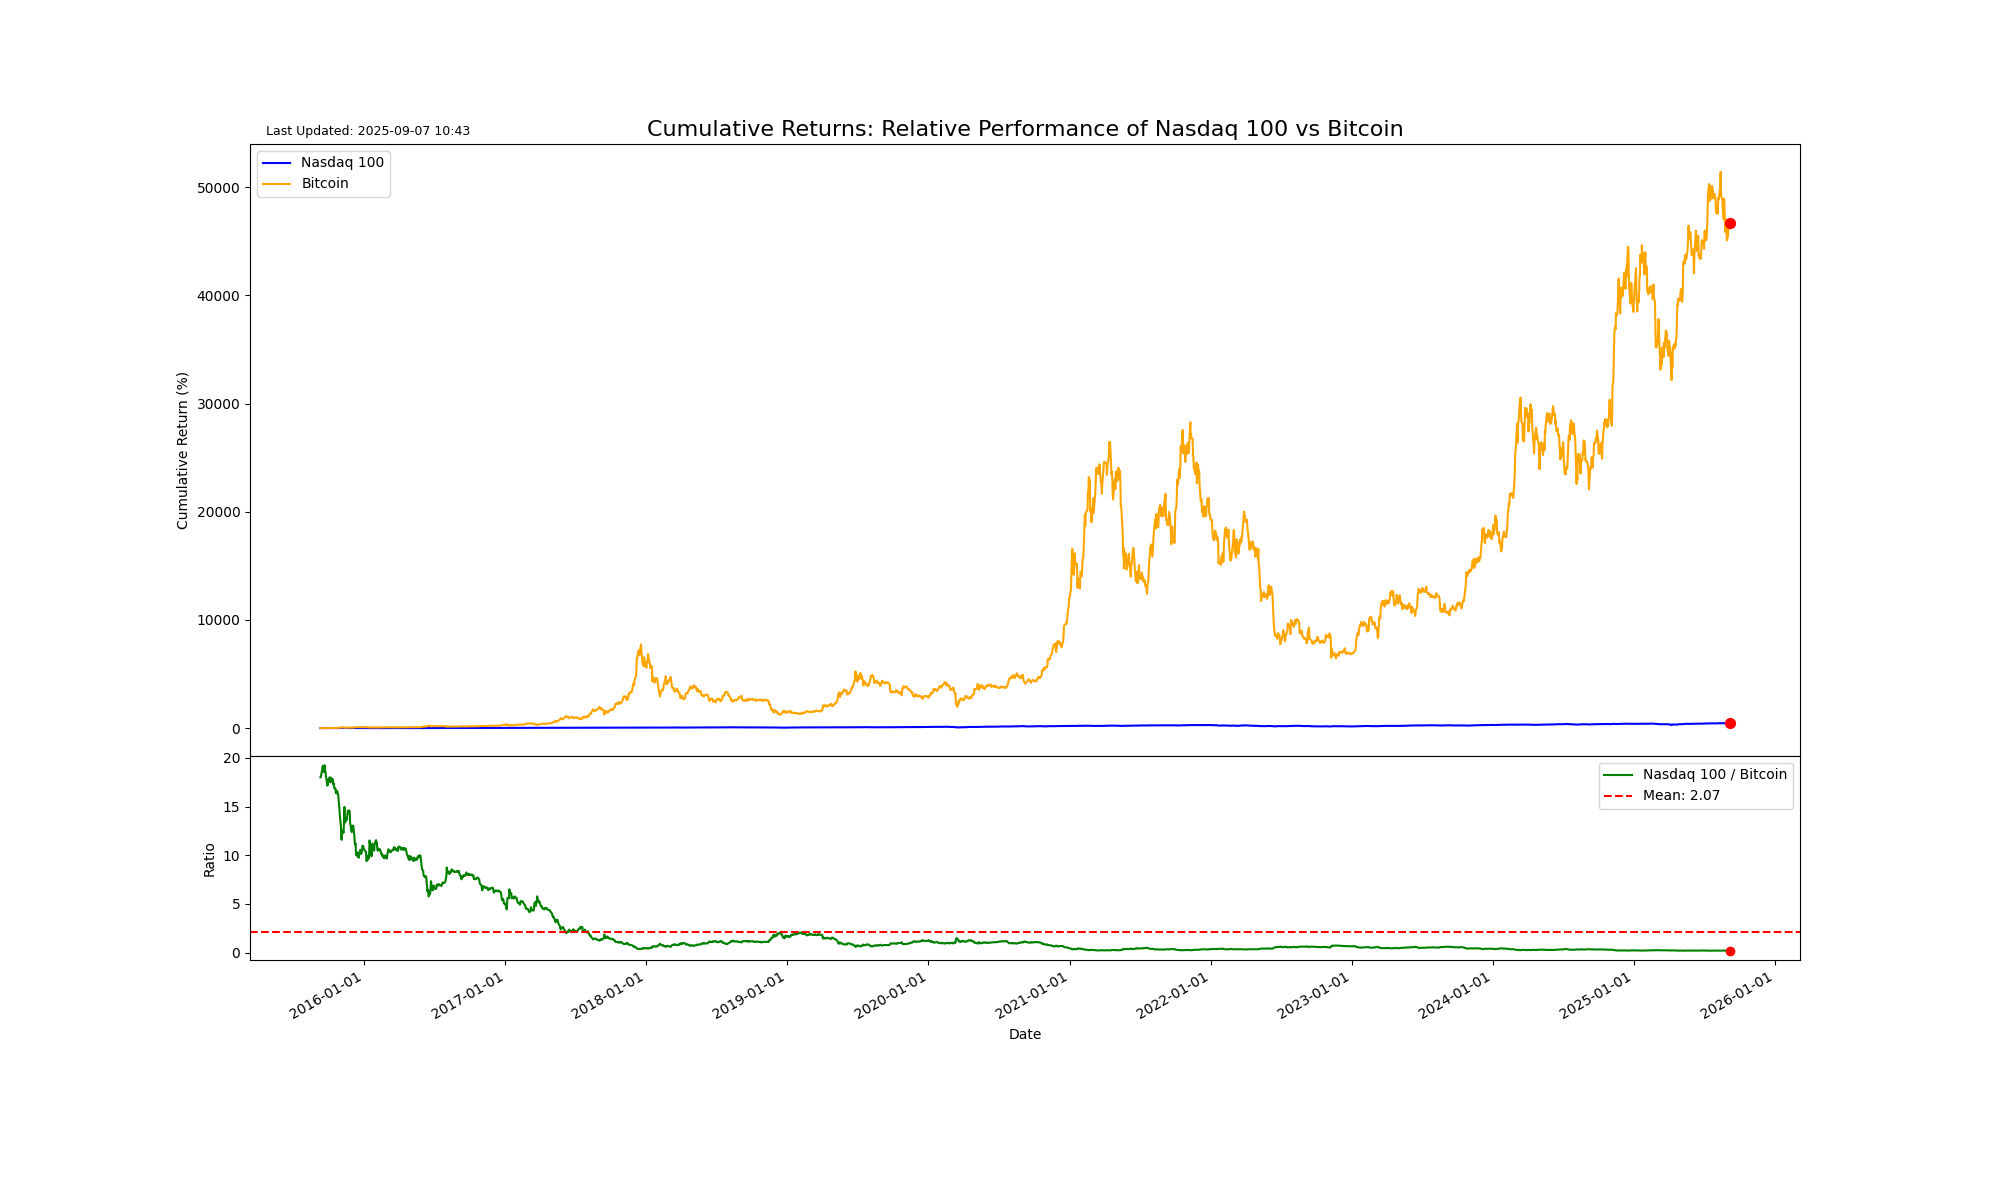 Last Updated: 2025-09-07 10:43
Cumulative Returns: Relative Performance of Nasdaq 100 vs Bitcoin
Nasdaq 100
Bitcoin
50000
40000
30000
20000
10000
0
Cumulative Return (%)
20
15
10
5
0
Ratio
Nasdaq 100 / Bitcoin
Mean: 2.07
2016-01-01
2017-01-01
2018-01-01
2019-01-01
2020-01-01
2021-01-01
2022-01-01
2023-01-01
2024-01-01
2025-01-01
2026-01-01
Date